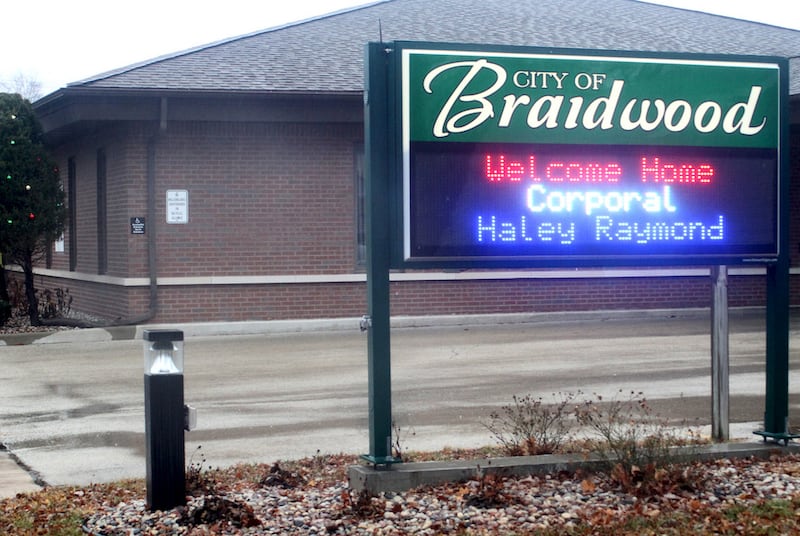 CITY OF
Braidwood
Welcome Home
Corporal
Haley Raymond